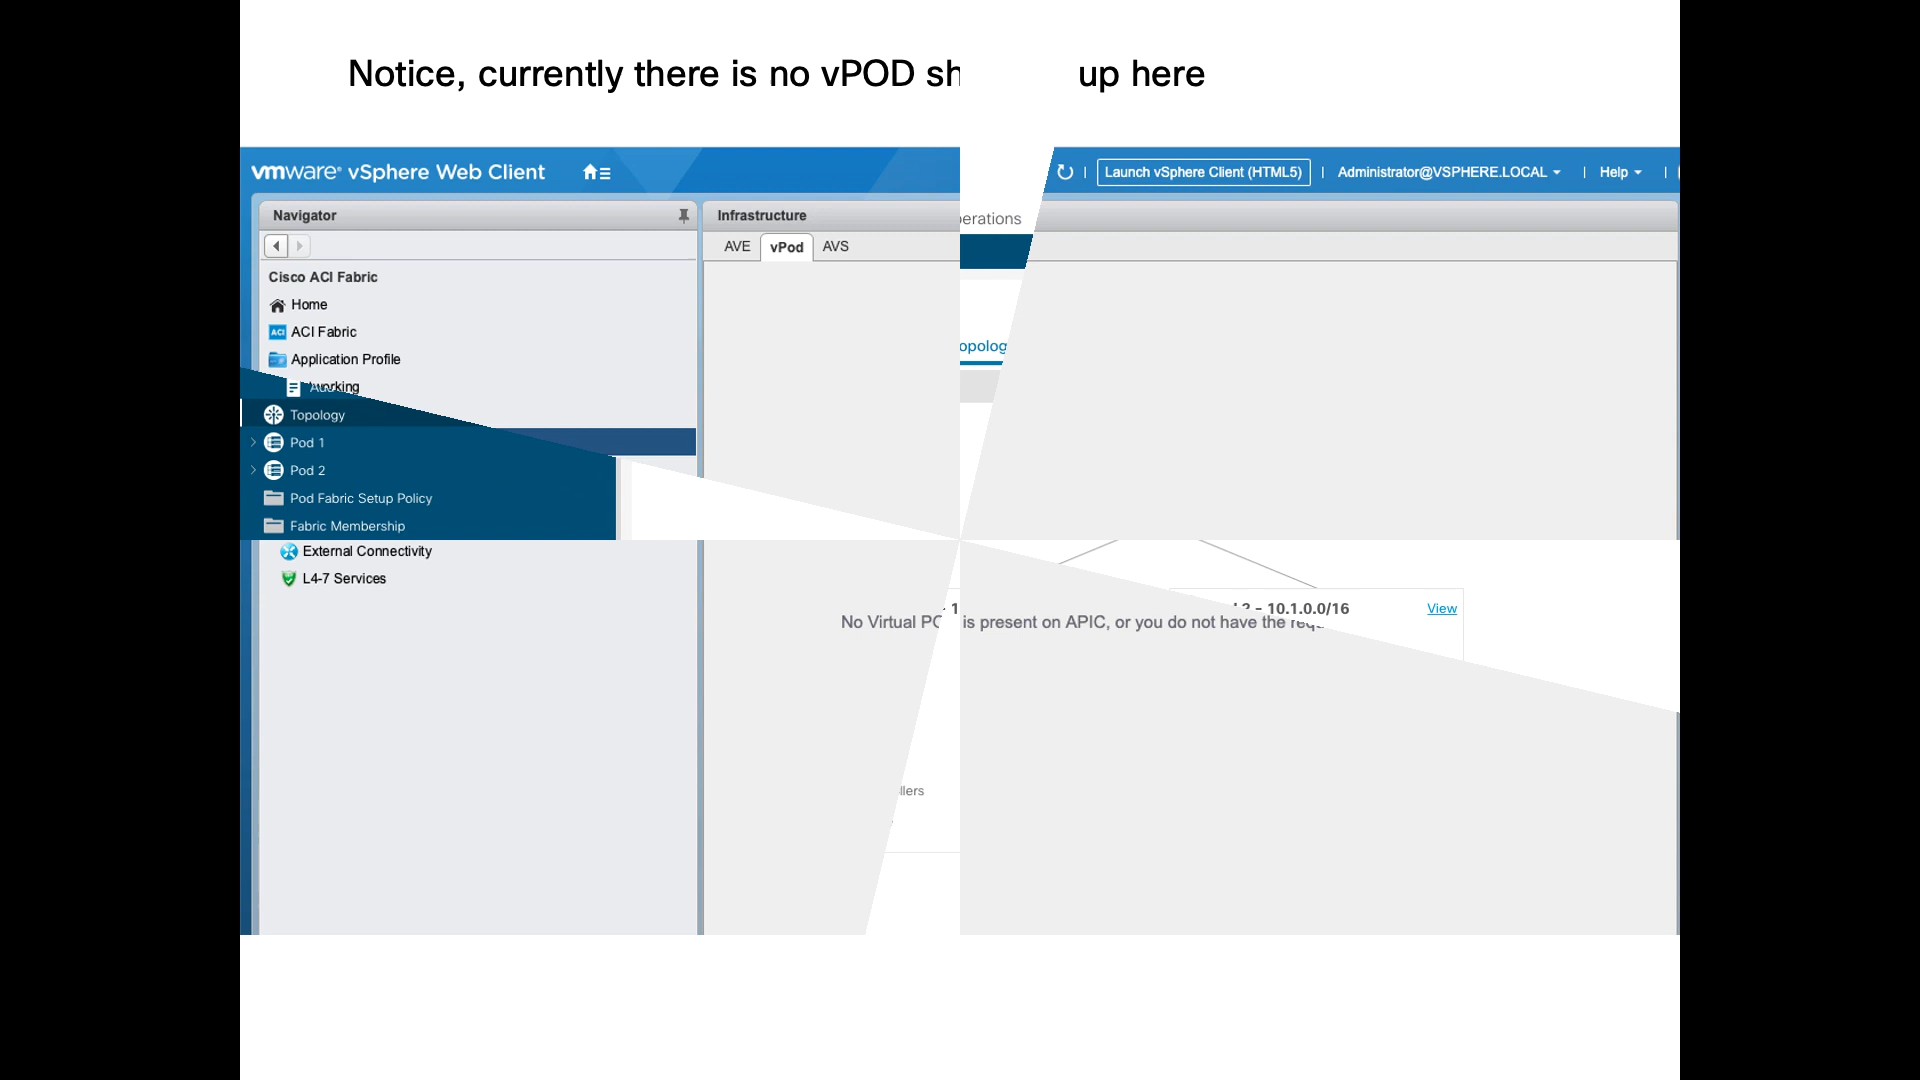 Notice, currently there is no vPOD sh up here
vmware® vSphere Web Client
Launch vSphere Client (HTML5) | Administrator@VSPHERE.LOCAL | Help
Navigator
Infrastructure
AVE vPod AVS
Cisco ACI Fabric
Home
ACI Fabric
Application Profile
Topology
Pod 1
Pod 2
Pod Fabric Setup Policy
Fabric Membership
External Connectivity
L4-7 Services
- 10.1.0.0/16 View
No Virtual is present on APIC, or you do not have the